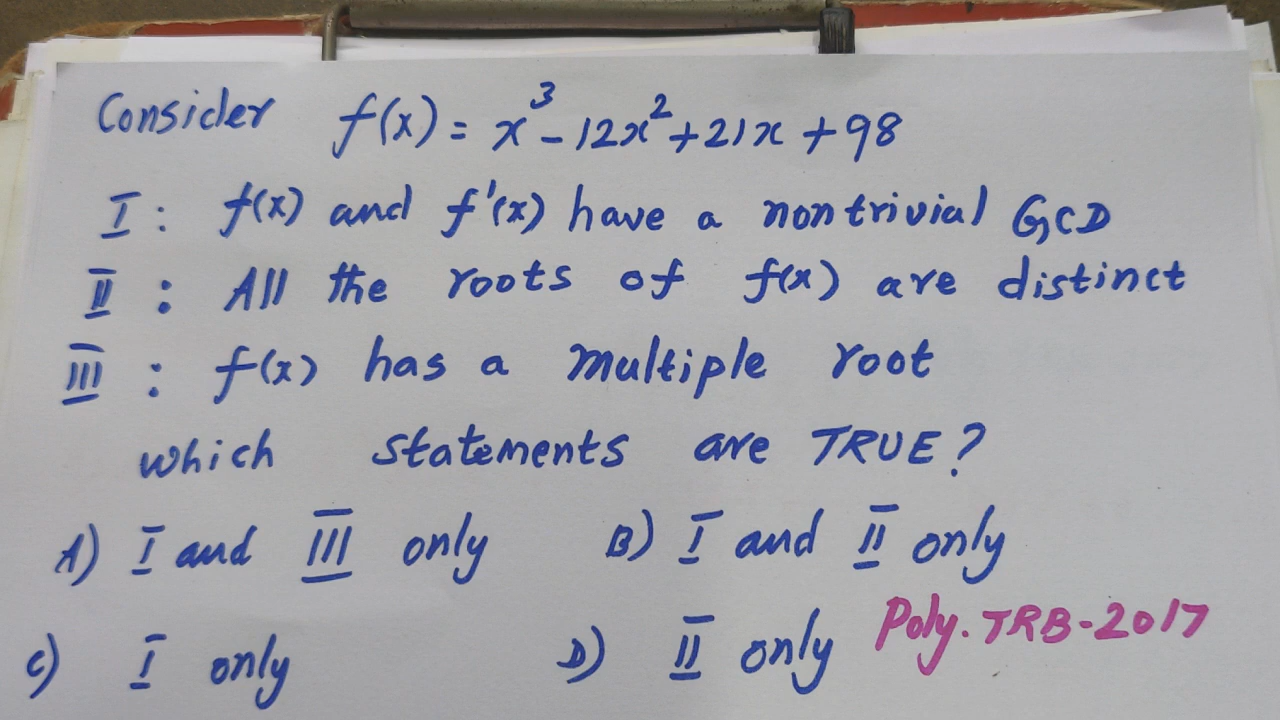 Consider f(x) = x³ - 12x² + 21x + 98
I : f(x) and f'(x) have a nontrivial GCD
II : All the roots of f(x) are distinct
III : f(x) has a multiple root
which statements are TRUE?
A) I and III only B) I and II only
C) I only D) II only Poly. TRB-2017